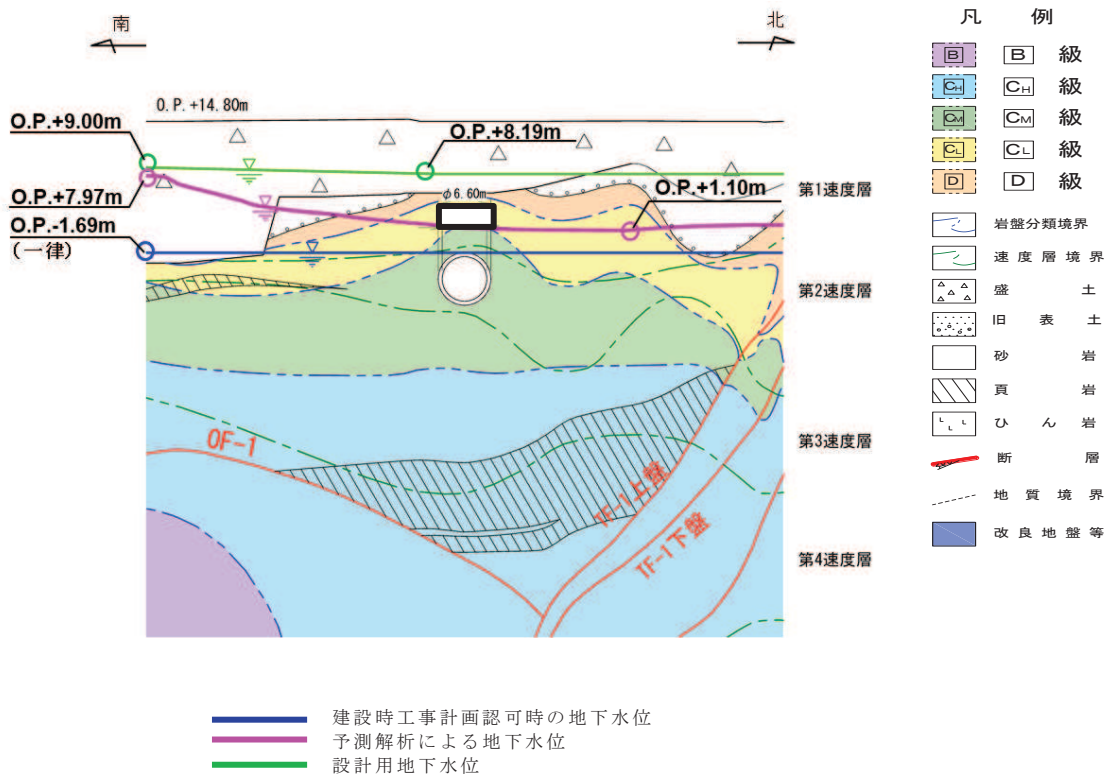 南
北
O.P.+14.80m
O.P.+9.00m
O.P.+8.19m
φ6.60m
O.P.+1.10m
O.P.+7.97m
O.P.-1.69m
(一律)
第1速度層
第2速度層
第3速度層
第4速度層
OF-1
TF-1上盤
TF-1下盤
凡 例
B B 級
CH CH 級
CM CM 級
CL CL 級
D D 級
岩盤分類境界
速度層境界
盛土
旧表土
砂岩
頁岩
ひん岩
断層
地質境界
改良地盤等
建設時工事計画認可時の地下水位
予測解析による地下水位
設計用地下水位